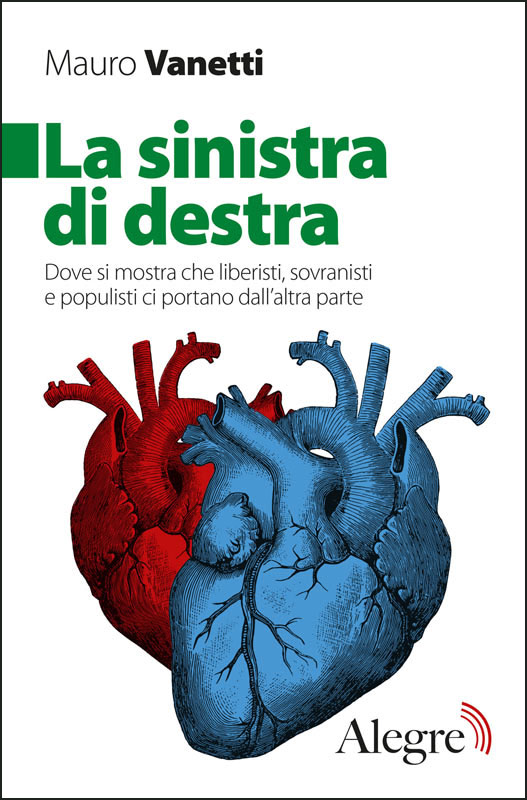 Mauro Vanetti
La sinistra
di destra
Dove si mostra che liberisti, sovranisti
e populisti ci portano dall'altra parte
Alegre